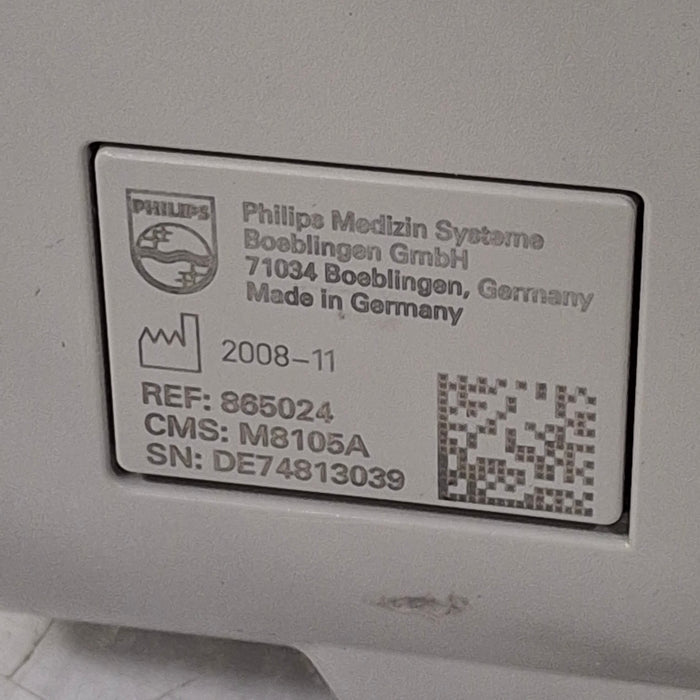 PHILIPS
Philips Medizin Systeme
Boeblingen GmbH
71034 Boeblingen, Germany
Made in Germany
2008-11
REF: 865024
CMS: M8105A
SN: DE74813039